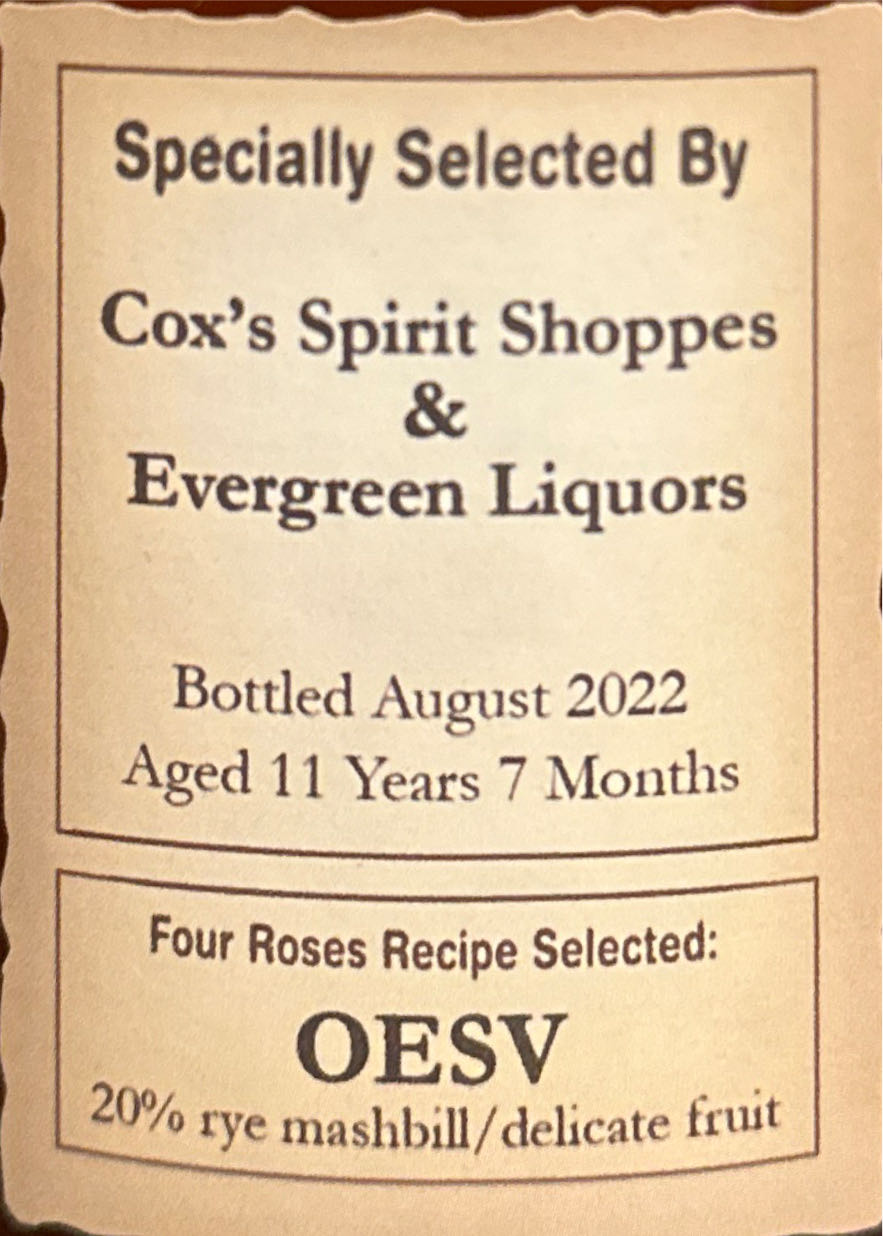 Specially Selected By
Cox's Spirit Shoppes
&
Evergreen Liquors
Bottled August 2022
Aged 11 Years 7 Months
Four Roses Recipe Selected:
OESV
20% rye mashbill/delicate fruit